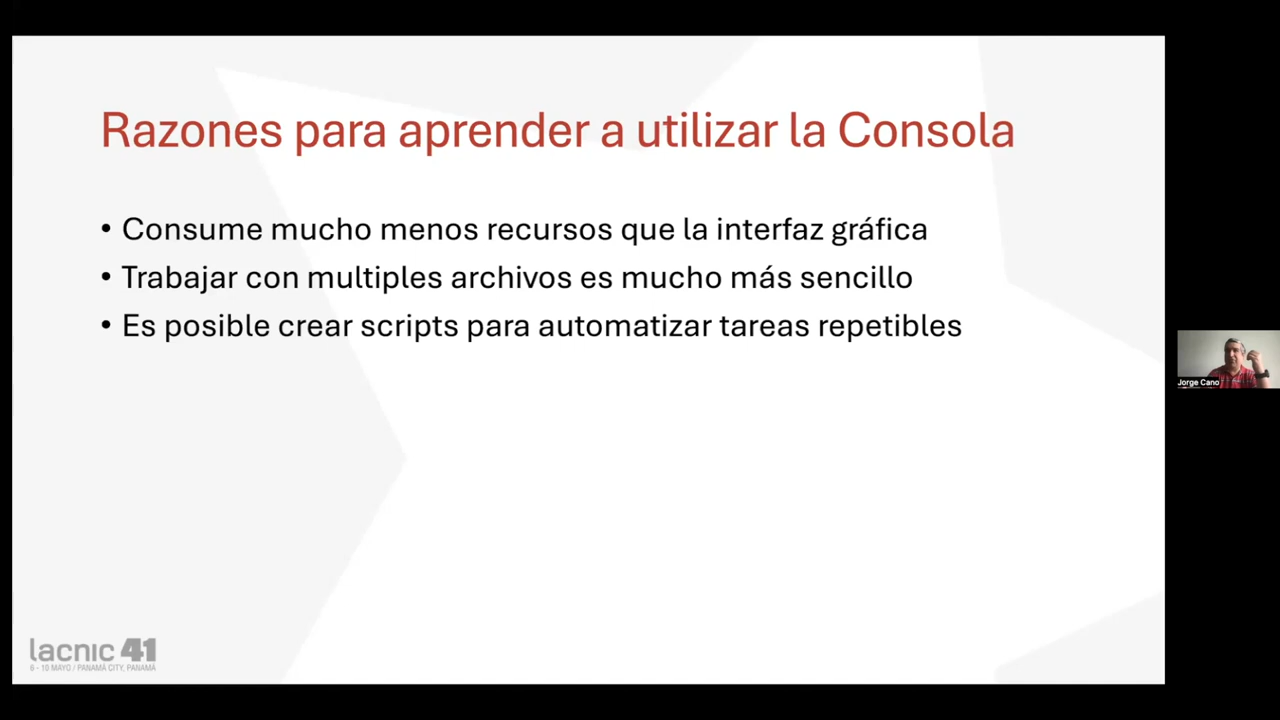 Razones para aprender a utilizar la Consola
• Consume mucho menos recursos que la interfaz gráfica
• Trabajar con multiples archivos es mucho más sencillo
• Es posible crear scripts para automatizar tareas repetibles
Jorge Cano
lacnic 41
6 - 10 MAYO / PANAMÁ CITY, PANAMÁ